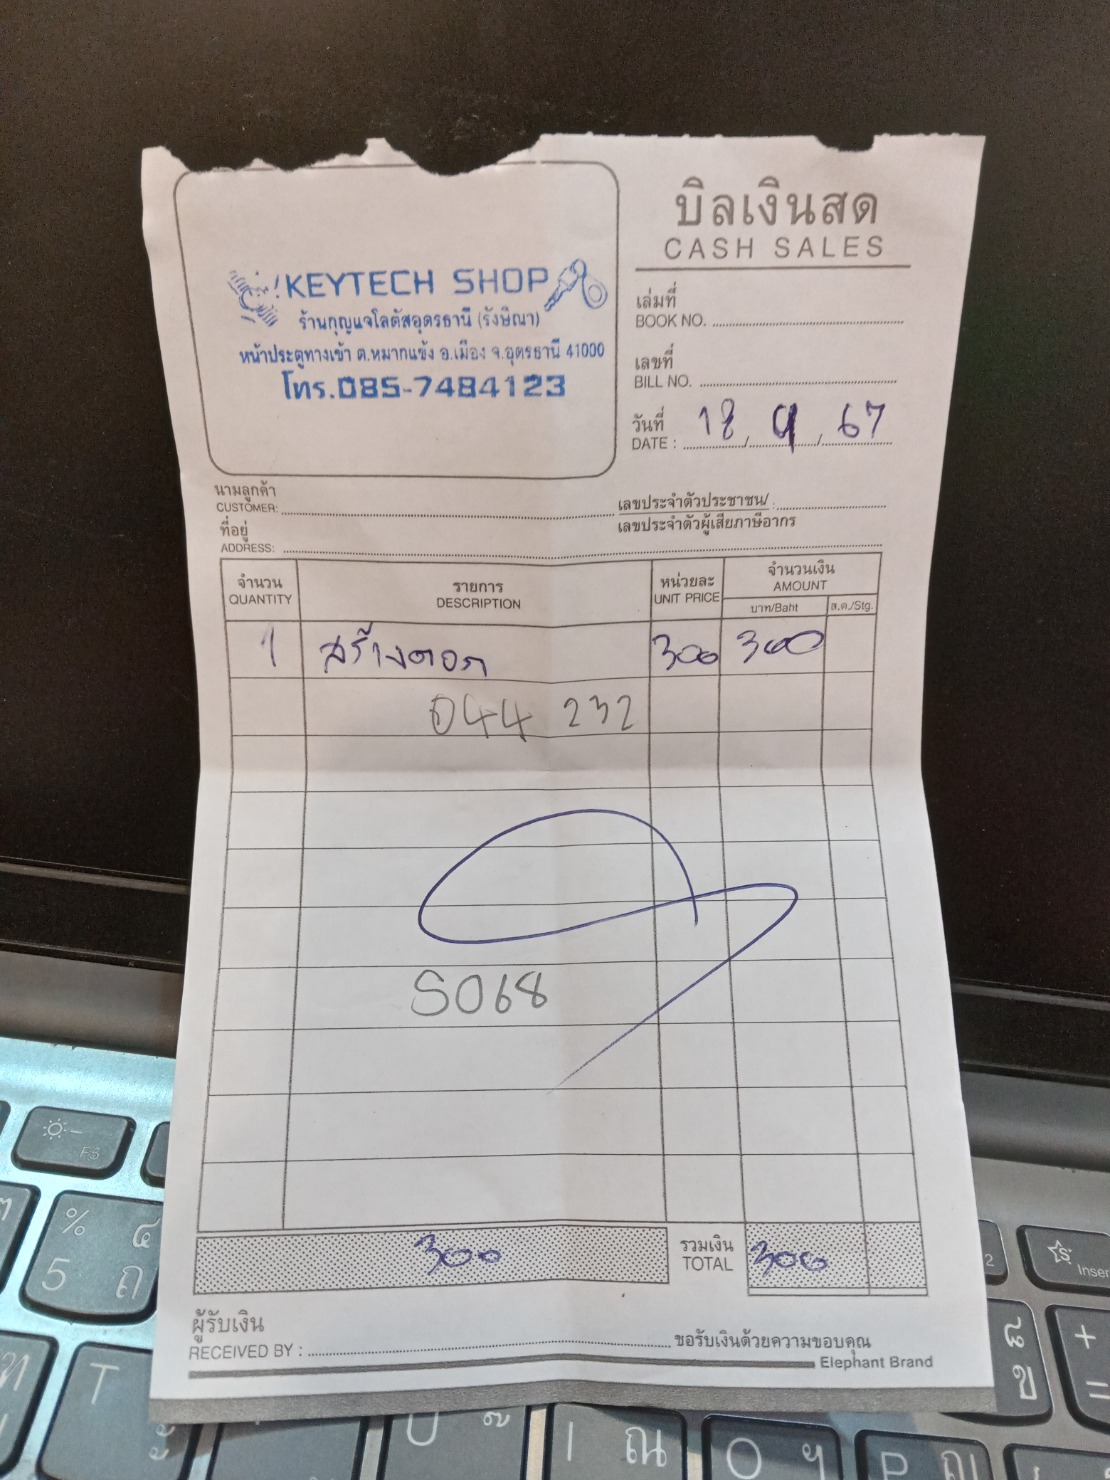 บิลเงินสด
CASH SALES
KEYTECH SHOP
ร้านกุญแจโลตัสอุดรธานี (รังษิณา)
หน้าประตูทางเข้า ต.หมากแข้ง อ.เมือง จ.อุดรธานี 41000
โทร.085-7484123
เล่มที่
BOOK NO.
เลขที่
BILL NO.
วันที่ 18 / 9 / 67
DATE :
นามลูกค้า
CUSTOMER:
เลขประจำตัวประชาชน/
เลขประจำตัวผู้เสียภาษีอากร
ที่อยู่
ADDRESS:
จำนวน รายการ หน่วยละ จำนวนเงิน
QUANTITY DESCRIPTION UNIT PRICE AMOUNT
บาท/Baht ส.ต./Stg.
1 สร้างดอก 300 300
044 232
S068
300 รวมเงิน 300
TOTAL
ผู้รับเงิน
RECEIVED BY : ขอรับเงินด้วยความขอบคุณ
Elephant Brand
F5
% ๔
5 ถ
T
ะ
U
I ณ
O ฯ
P ญ
Inser
๘
ข
+
=